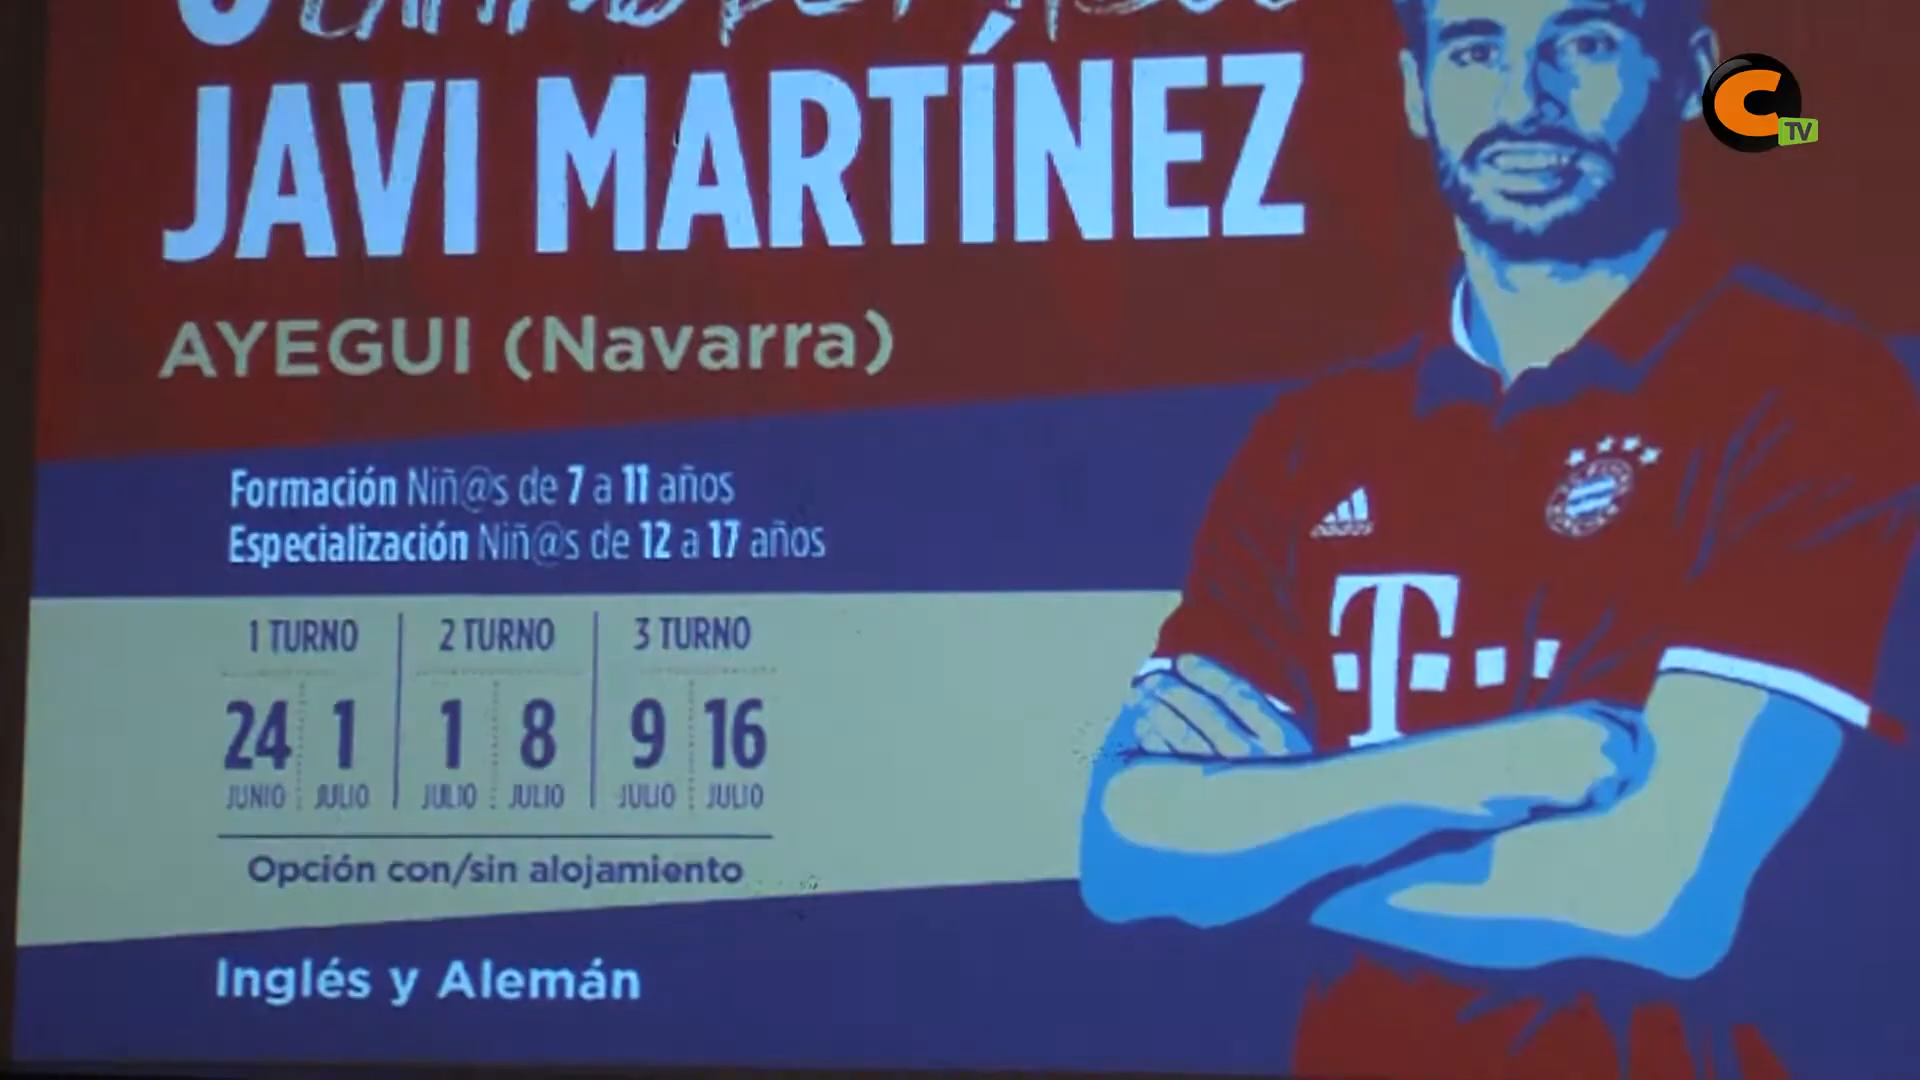 JAVI MARTÍNEZ
AYEGUI (Navarra)
Formación Niñ@s de 7 a 11 años
Especialización Niñ@s de 12 a 17 años
1 TURNO 2 TURNO 3 TURNO
24 1 1 8 9 16
JUNIO JULIO JULIO JULIO JULIO JULIO
Opción con/sin alojamiento
Inglés y Alemán
adidas
T
C TV